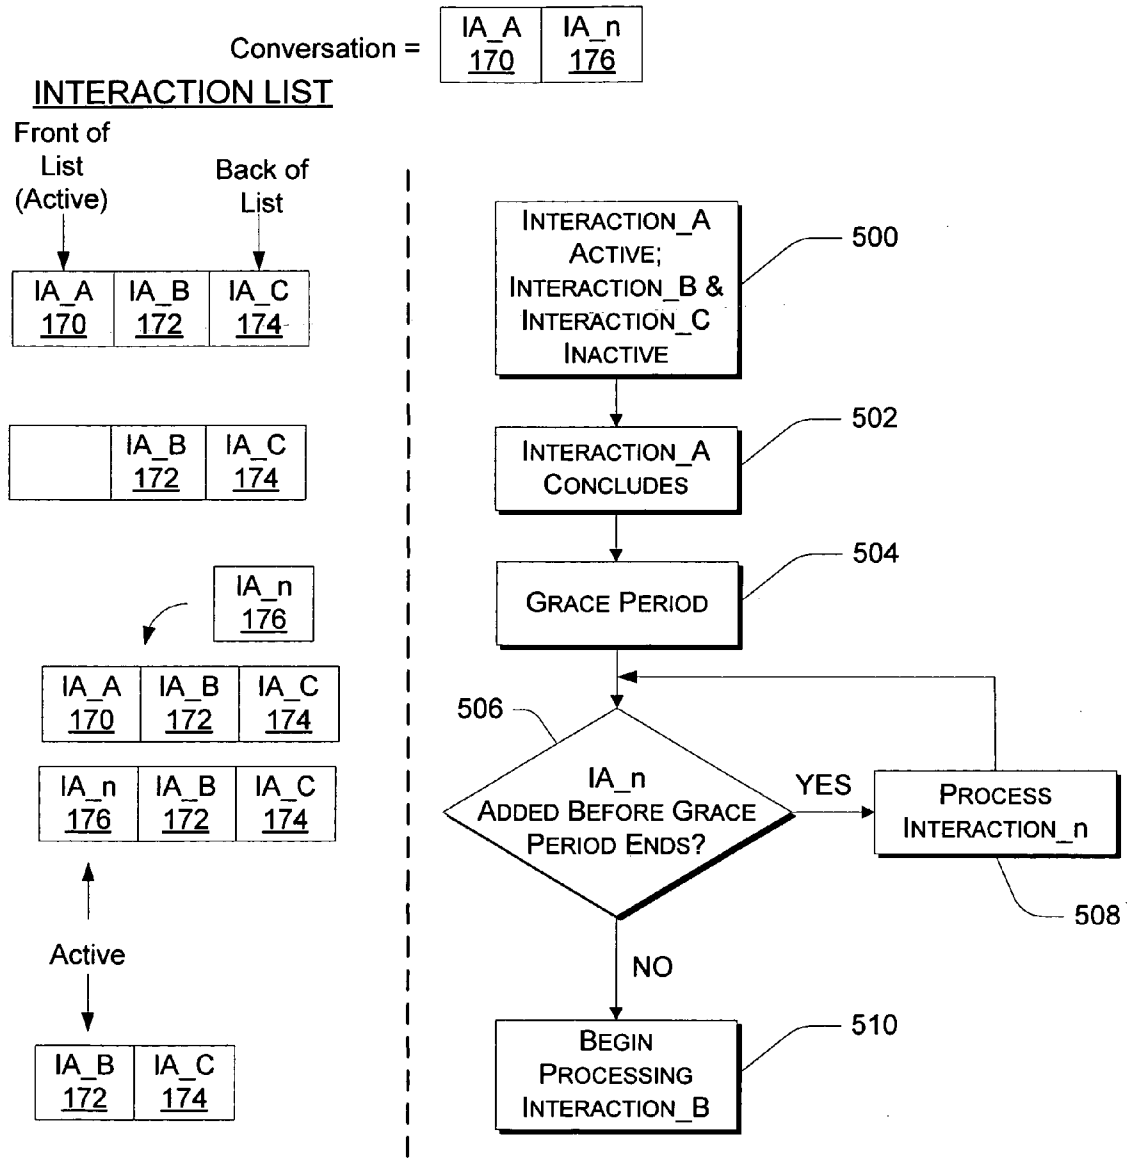 Conversation =
IA_A IA_n
170 176
INTERACTION LIST
Front of
List
(Active)
Back of
List
IA_A IA_B IA_C
170 172 174
IA_B IA_C
172 174
IA_n
176
IA_A IA_B IA_C
170 172 174
IA_n IA_B IA_C
176 172 174
Active
IA_B IA_C
172 174
INTERACTION_A
ACTIVE;
INTERACTION_B &
INTERACTION_C
INACTIVE
500
INTERACTION_A
CONCLUDES
502
GRACE PERIOD
504
506
IA_n
ADDED BEFORE GRACE
PERIOD ENDS?
YES
PROCESS
INTERACTION_n
508
NO
BEGIN
PROCESSING
INTERACTION_B
510